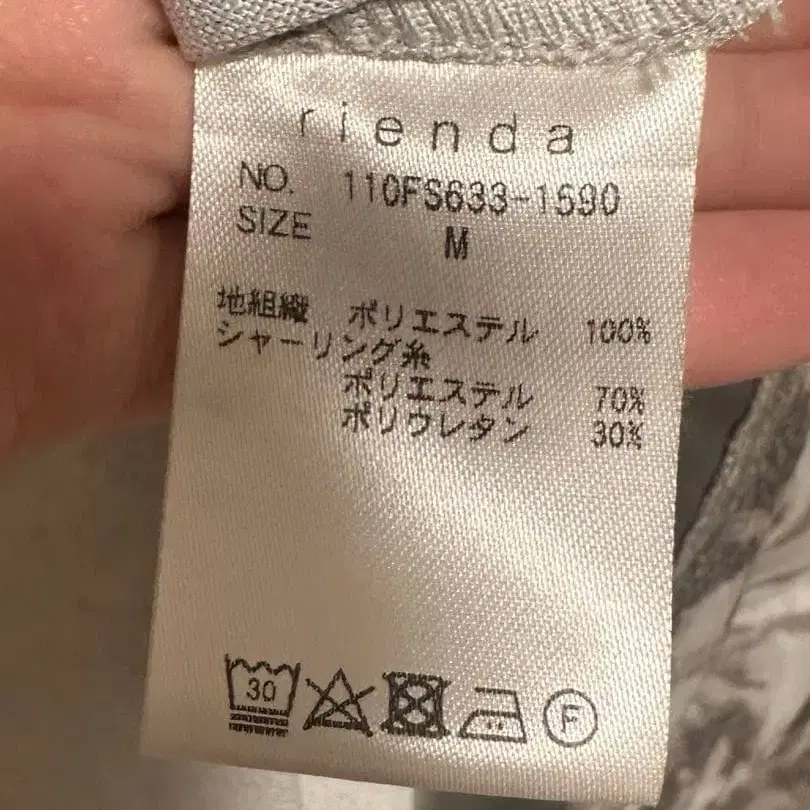 rienda
NO. 110FS633-1590
SIZE M
地組織 ポリエステル 100%
シャーリング糸
ポリエステル 70%
ポリウレタン 30%
30 F